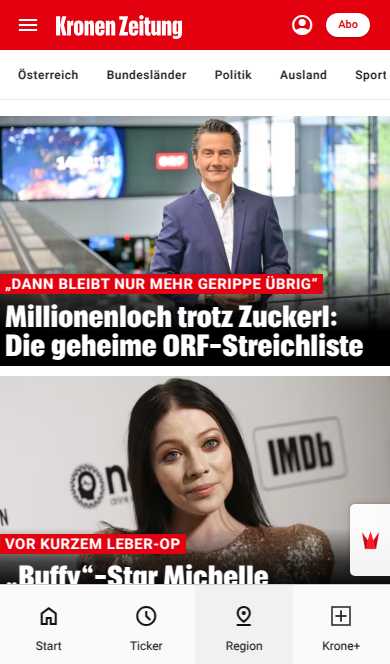 Kronen Zeitung
Abo
Österreich Bundesländer Politik Ausland Sport
ORF
„DANN BLEIBT NUR MEHR GERIPPE ÜBRIG“
Millionenloch trotz Zuckerl:
Die geheime ORF-Streichliste
IMDb
VOR KURZEM LEBER-OP
„Buffy“-Star Michelle
Start Ticker Region Krone+